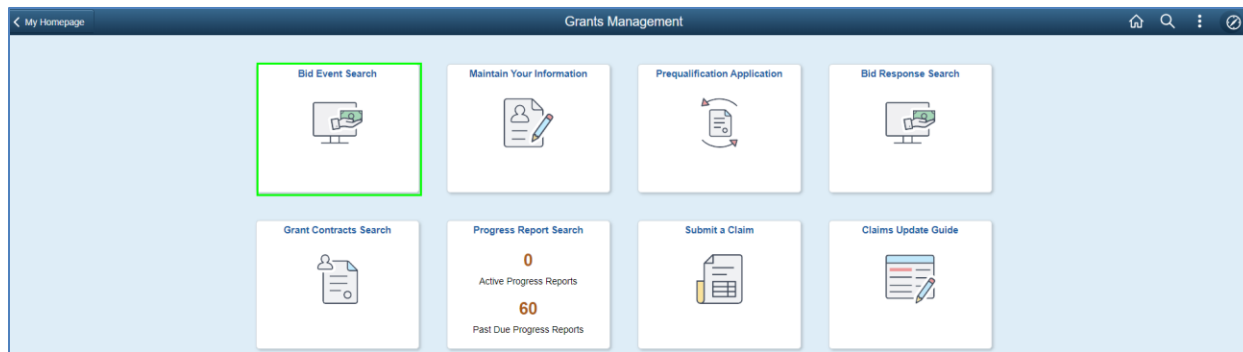 My Homepage
Grants Management
Bid Event Search
Maintain Your Information
Prequalification Application
Bid Response Search
Grant Contracts Search
Progress Report Search
0
Active Progress Reports
60
Past Due Progress Reports
Submit a Claim
Claims Update Guide